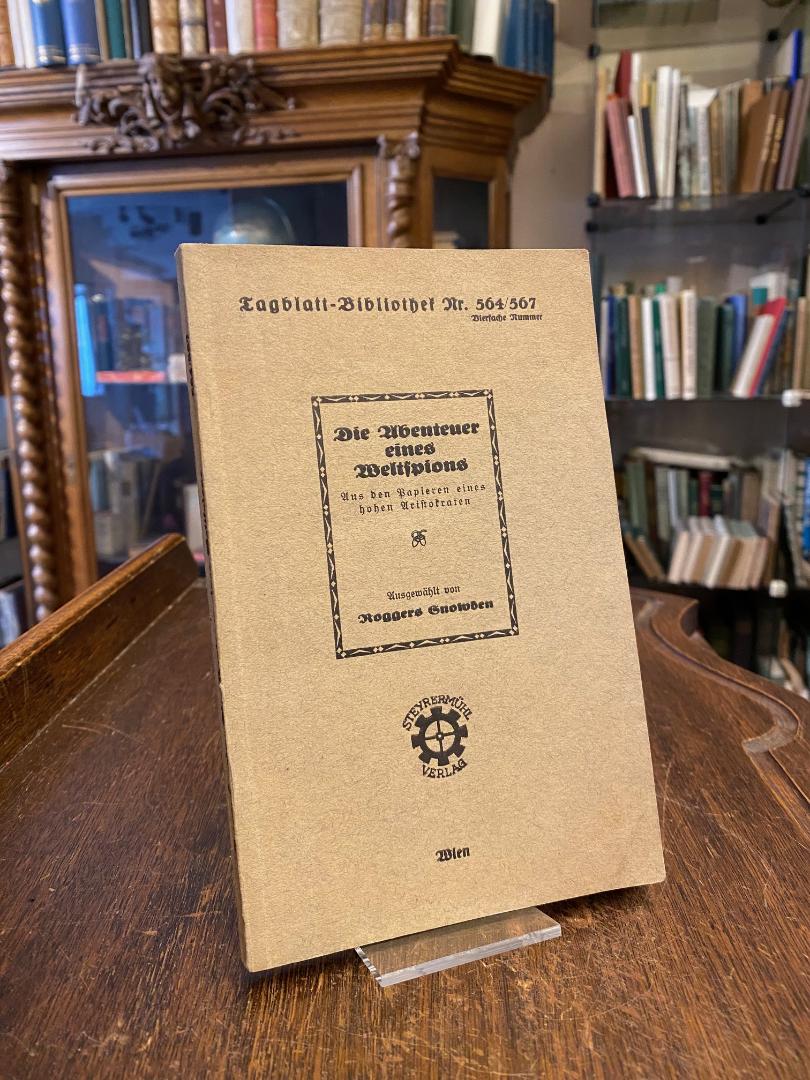 Tagblatt-Bibliothek Nr. 564/567
Vierfache Nummer
Die Abenteuer
eines
Weltspions
Aus den Papieren eines
hohen Aristokraten
Ausgewählt von
Roggers Snowden
STEYRERMÜHL
VERLAG
Wien